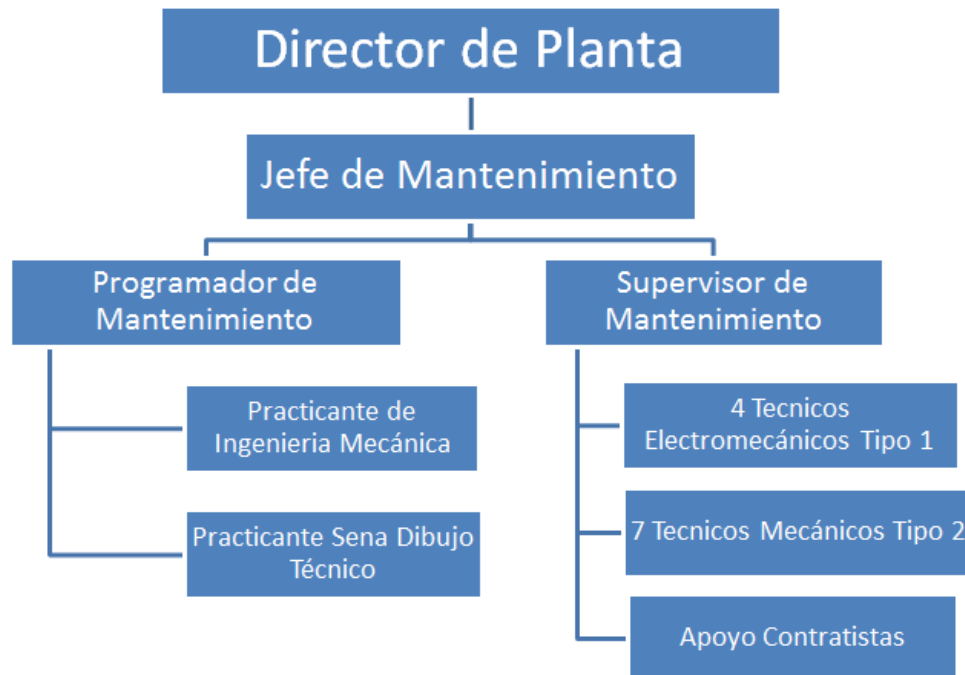 Director de Planta
Jefe de Mantenimiento
Programador de
Mantenimiento
Supervisor de
Mantenimiento
Practicante de
Ingenieria Mecánica
Practicante Sena Dibujo
Técnico
4 Tecnicos
Electromecánicos Tipo 1
7 Tecnicos Mecánicos Tipo 2
Apoyo Contratistas